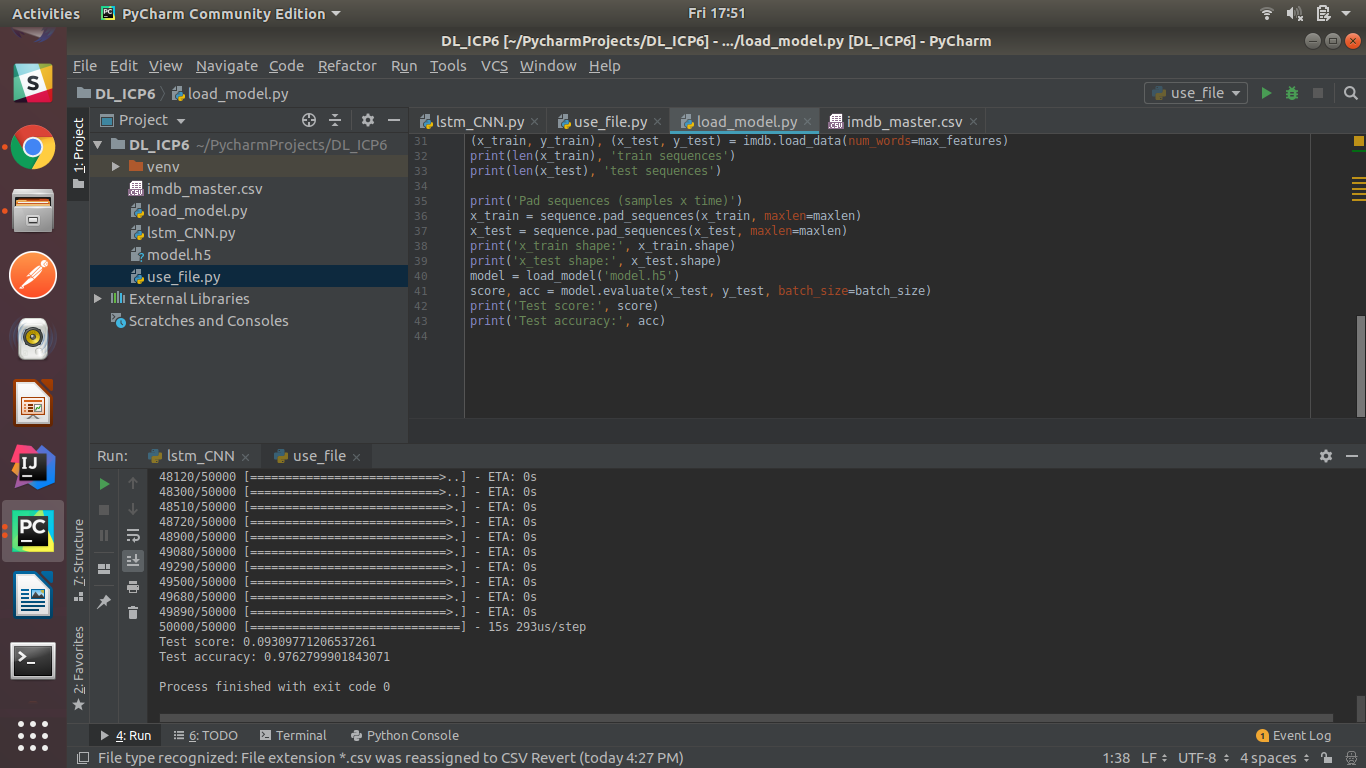 Activities PyCharm Community Edition Fri 17:51
DL_ICP6 [~/PycharmProjects/DL_ICP6] - .../load_model.py [DL_ICP6] - PyCharm
File Edit View Navigate Code Refactor Run Tools VCS Window Help
DL_ICP6 load_model.py use_file
Project
lstm_CNN.py use_file.py load_model.py imdb_master.csv
1: Project
DL_ICP6 ~/PycharmProjects/DL_ICP6
venv
imdb_master.csv
load_model.py
lstm_CNN.py
model.h5
use_file.py
External Libraries
Scratches and Consoles
31 (x_train, y_train), (x_test, y_test) = imdb.load_data(num_words=max_features)
32 print(len(x_train), 'train sequences')
33 print(len(x_test), 'test sequences')
34
35 print('Pad sequences (samples x time)')
36 x_train = sequence.pad_sequences(x_train, maxlen=maxlen)
37 x_test = sequence.pad_sequences(x_test, maxlen=maxlen)
38 print('x_train shape:', x_train.shape)
39 print('x_test shape:', x_test.shape)
40 model = load_model('model.h5')
41 score, acc = model.evaluate(x_test, y_test, batch_size=batch_size)
42 print('Test score:', score)
43 print('Test accuracy:', acc)
44
Run: lstm_CNN use_file
48120/50000 [===========================>..] - ETA: 0s
48300/50000 [===========================>..] - ETA: 0s
48510/50000 [============================>.] - ETA: 0s
48720/50000 [============================>.] - ETA: 0s
48900/50000 [============================>.] - ETA: 0s
49080/50000 [============================>.] - ETA: 0s
49290/50000 [============================>.] - ETA: 0s
49500/50000 [============================>.] - ETA: 0s
49680/50000 [============================>.] - ETA: 0s
49890/50000 [============================>.] - ETA: 0s
50000/50000 [==============================] - 15s 293us/step
Test score: 0.09309771206537261
Test accuracy: 0.9762799901843071
Process finished with exit code 0
7: Structure
2: Favorites
4: Run 6: TODO Terminal Python Console 1 Event Log
File type recognized: File extension *.csv was reassigned to CSV Revert (today 4:27 PM) 1:38 LF UTF-8 4 spaces
S
IJ
PC
PC